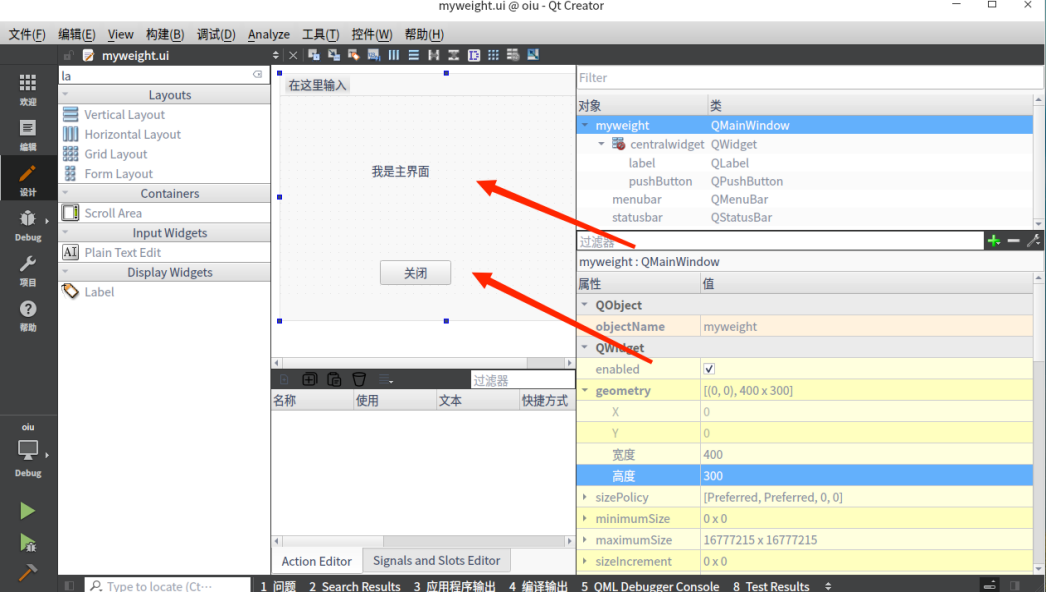 myweight.ui @ oiu - Qt Creator
文件(F) 编辑(E) View 构建(B) 调试(D) Analyze 工具(T) 控件(W) 帮助(H)
myweight.ui
欢迎
编辑
设计
Debug
项目
帮助
oiu
Debug
la
Layouts
Vertical Layout
Horizontal Layout
Grid Layout
Form Layout
Containers
Scroll Area
Input Widgets
AI Plain Text Edit
Display Widgets
Label
在这里输入
我是主界面
关闭
过滤器
名称 使用 文本 快捷方式
Action Editor Signals and Slots Editor
Filter
对象 类
myweight QMainWindow
centralwidget QWidget
label QLabel
pushButton QPushButton
menubar QMenuBar
statusbar QStatusBar
过滤器
myweight : QMainWindow
属性 值
QObject
objectName myweight
QWidget
enabled
geometry [(0, 0), 400 x 300]
X 0
Y 0
宽度 400
高度 300
sizePolicy [Preferred, Preferred, 0, 0]
minimumSize 0 x 0
maximumSize 16777215 x 16777215
sizeIncrement 0 x 0
Type to locate (Ct···
1 问题 2 Search Results 3 应用程序输出 4 编译输出 5 QML Debugger Console 8 Test Results